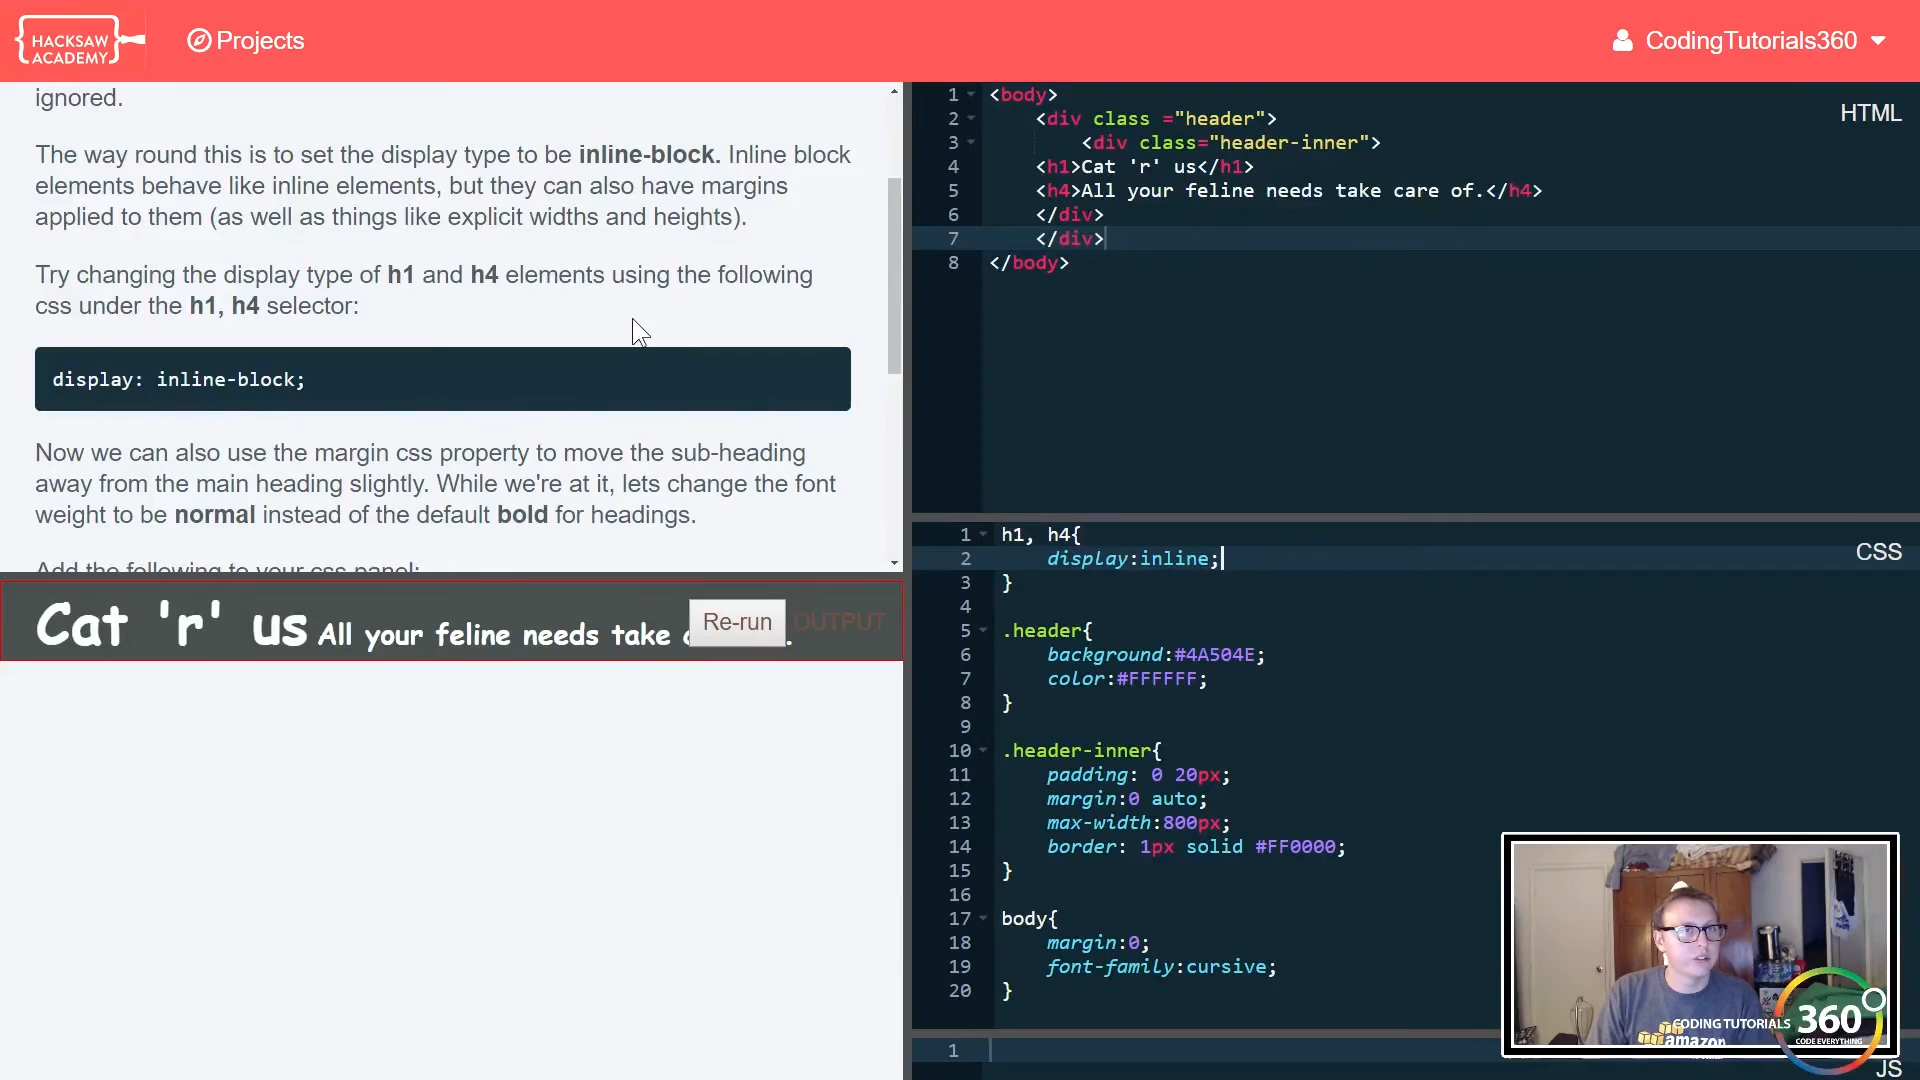 HACKSAW
ACADEMY
Projects
CodingTutorials360
ignored.
The way round this is to set the display type to be inline-block. Inline block
elements behave like inline elements, but they can also have margins
applied to them (as well as things like explicit widths and heights).
Try changing the display type of h1 and h4 elements using the following
css under the h1, h4 selector:
display: inline-block;
Now we can also use the margin css property to move the sub-heading
away from the main heading slightly. While we're at it, lets change the font
weight to be normal instead of the default bold for headings.
Add the following to your css panel:
Cat 'r' us All your feline needs take
Re-run
OUTPUT
HTML
1 <body>
2 <div class ="header">
3 <div class="header-inner">
4 <h1>Cat 'r' us</h1>
5 <h4>All your feline needs take care of.</h4>
6 </div>
7 </div>
8 </body>
CSS
1 h1, h4{
2 display:inline;
3 }
4
5 .header{
6 background:#4A504E;
7 color:#FFFFFF;
8 }
9
10 .header-inner{
11 padding: 0 20px;
12 margin:0 auto;
13 max-width:800px;
14 border: 1px solid #FF0000;
15 }
16
17 body{
18 margin:0;
19 font-family:cursive;
20 }
1
JS
CODING TUTORIALS 360
CODE EVERYTHING
amazon